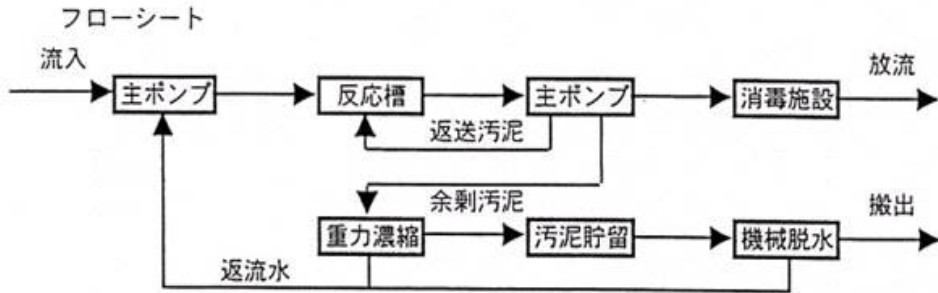 フローシート
流入
放流
主ポンプ
反応槽
主ポンプ
消毒施設
返送汚泥
余剰汚泥
搬出
重力濃縮
汚泥貯留
機械脱水
返流水